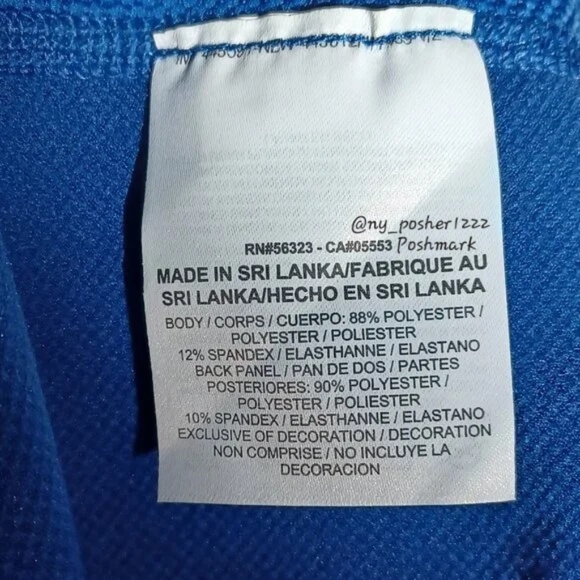 @ny_posher1zzz
RN#56323 - CA#05553 Poshmark
MADE IN SRI LANKA/FABRIQUE AU
SRI LANKA/HECHO EN SRI LANKA
BODY / CORPS / CUERPO: 88% POLYESTER /
POLYESTER / POLIESTER
12% SPANDEX / ELASTHANNE / ELASTANO
BACK PANEL / PAN DE DOS / PARTES
POSTERIORES: 90% POLYESTER /
POLYESTER / POLIESTER
10% SPANDEX / ELASTHANNE / ELASTANO
EXCLUSIVE OF DECORATION / DECORATION
NON COMPRISE / NO INCLUYE LA
DECORACION